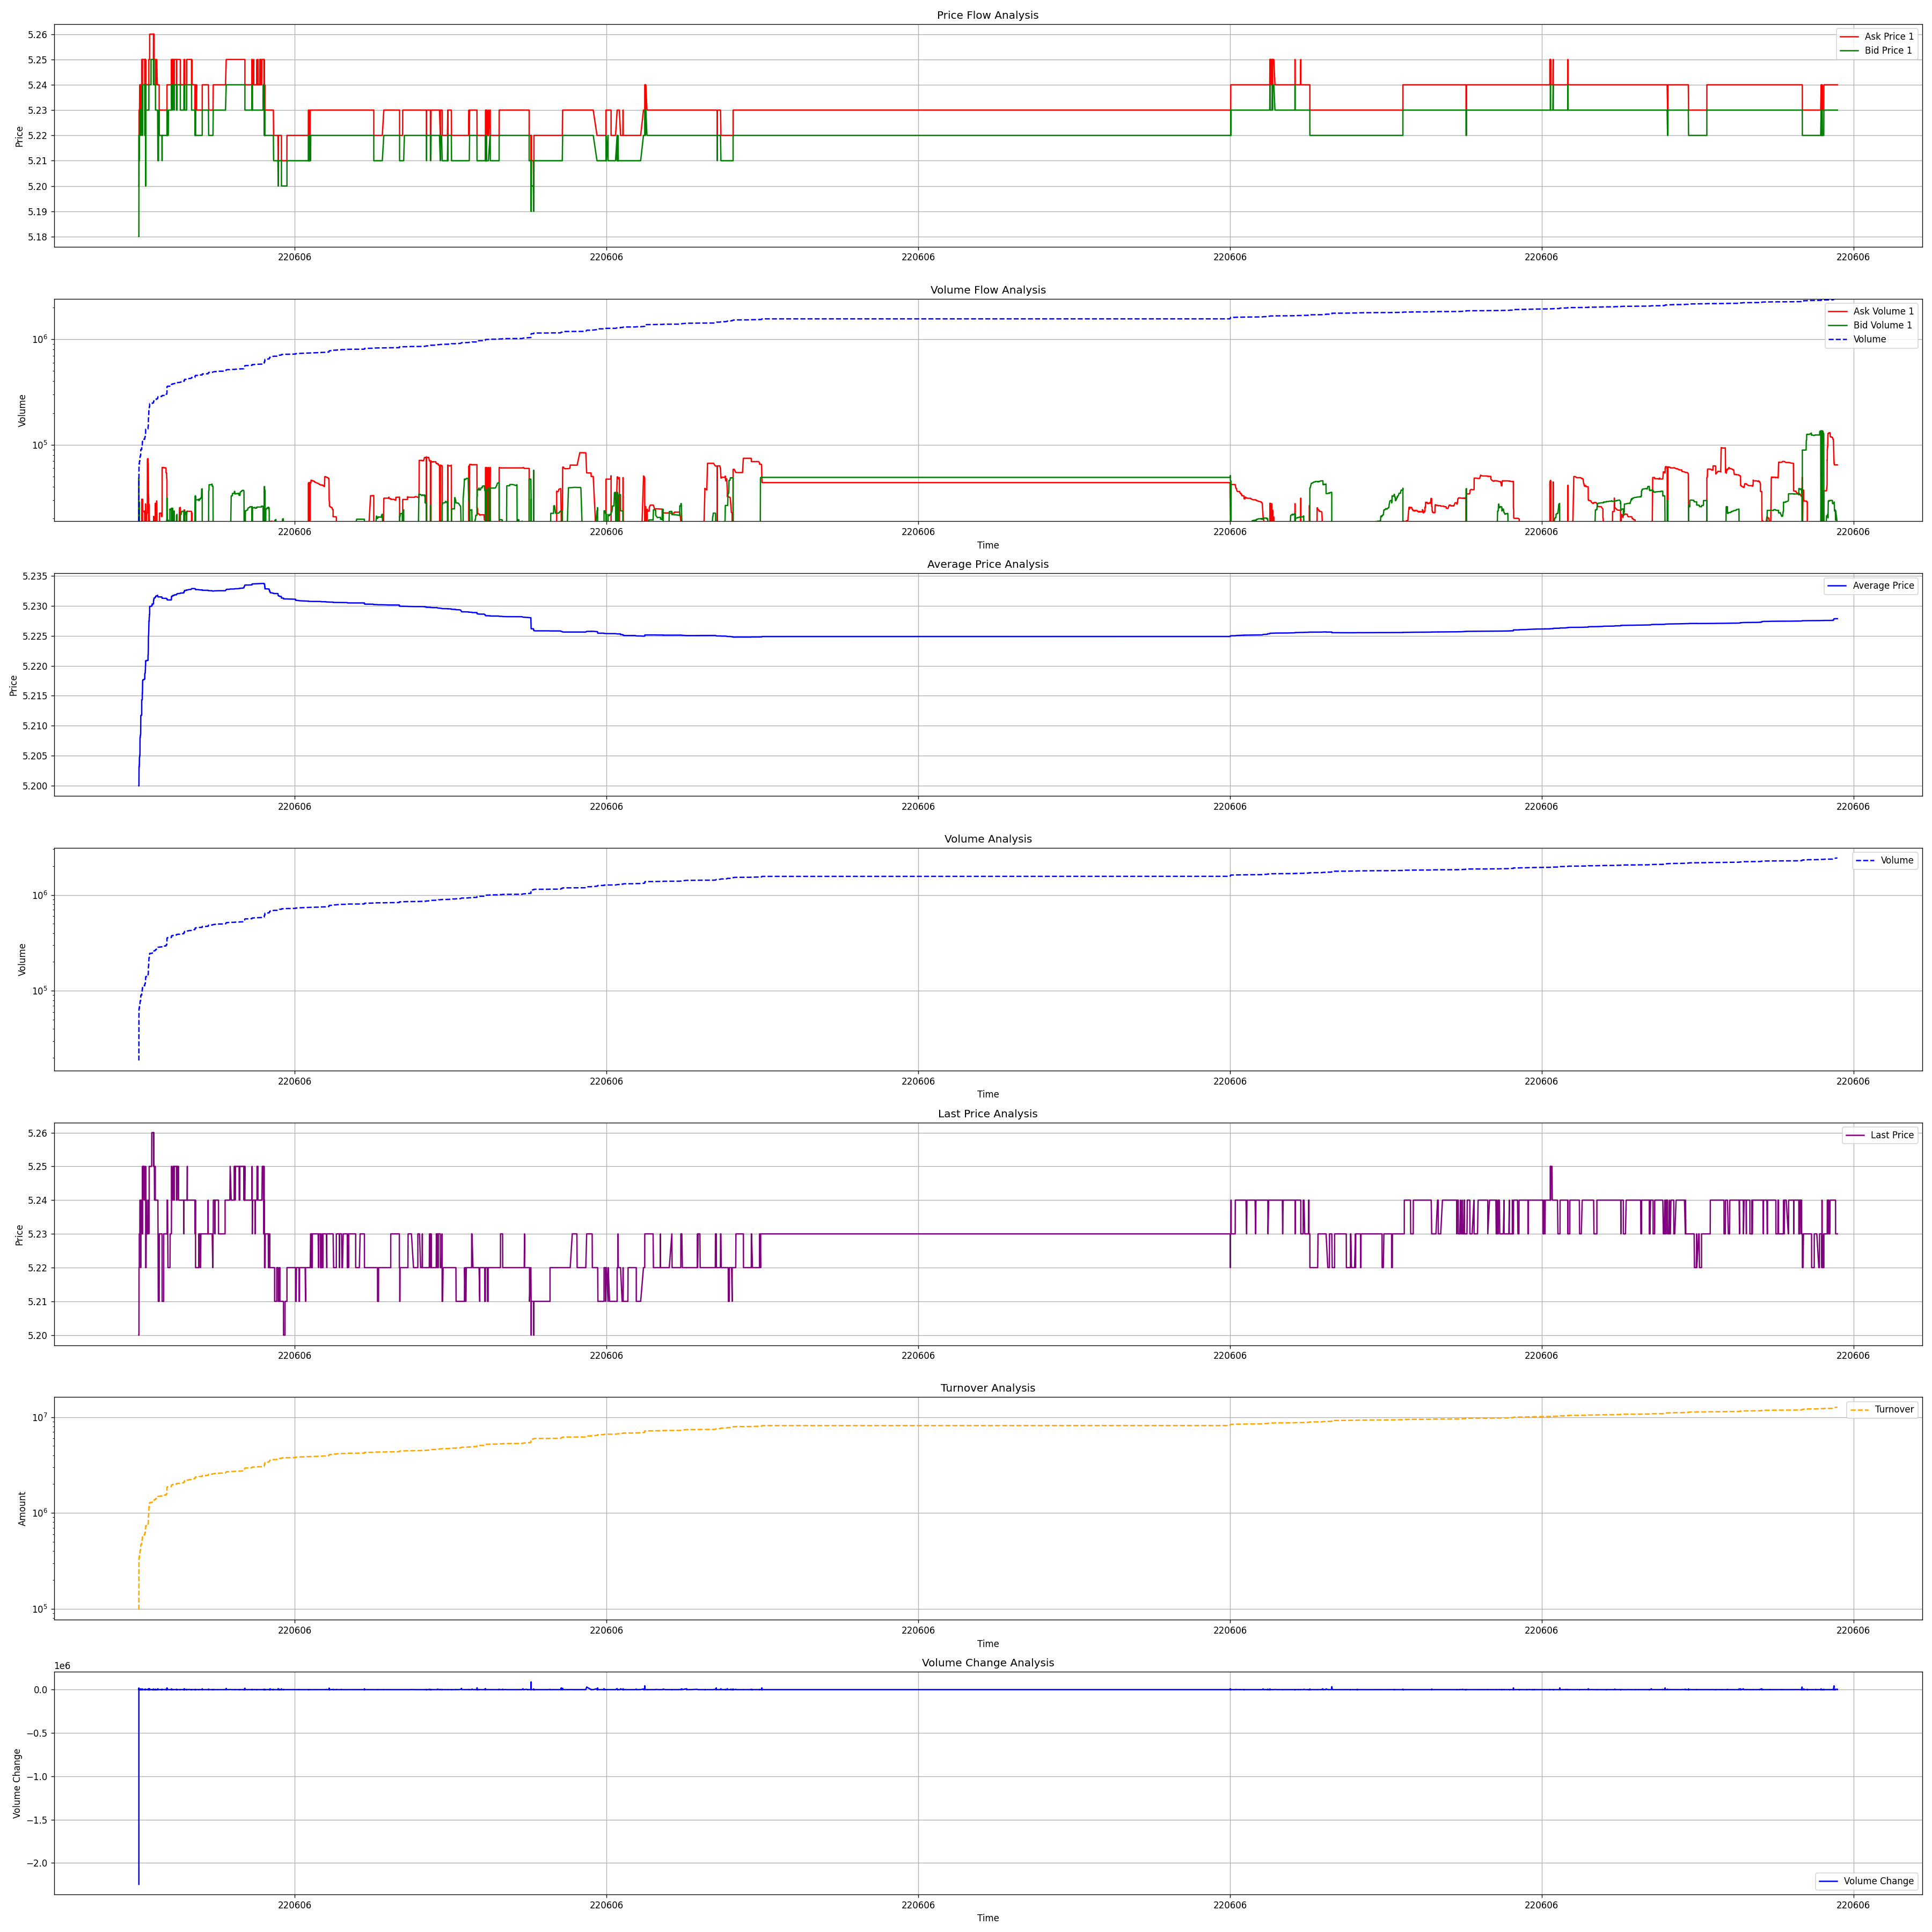 Price Flow Analysis
Price
5.26
5.25
5.24
5.23
5.22
5.21
5.20
5.19
5.18
Ask Price 1
Bid Price 1
220606 220606 220606 220606 220606 220606
Volume Flow Analysis
Volume
10⁶
10⁵
Ask Volume 1
Bid Volume 1
Volume
220606 220606 220606 220606 220606 220606
Time
Average Price Analysis
Price
5.235
5.230
5.225
5.220
5.215
5.210
5.205
5.200
Average Price
220606 220606 220606 220606 220606 220606
Volume Analysis
Volume
10⁶
10⁵
Volume
220606 220606 220606 220606 220606 220606
Time
Last Price Analysis
Price
5.26
5.25
5.24
5.23
5.22
5.21
5.20
Last Price
220606 220606 220606 220606 220606 220606
Turnover Analysis
Amount
10⁷
10⁶
10⁵
Turnover
220606 220606 220606 220606 220606 220606
Time
Volume Change Analysis
1e6
Volume Change
0.0
−0.5
−1.0
−1.5
−2.0
Volume Change
220606 220606 220606 220606 220606 220606
Time